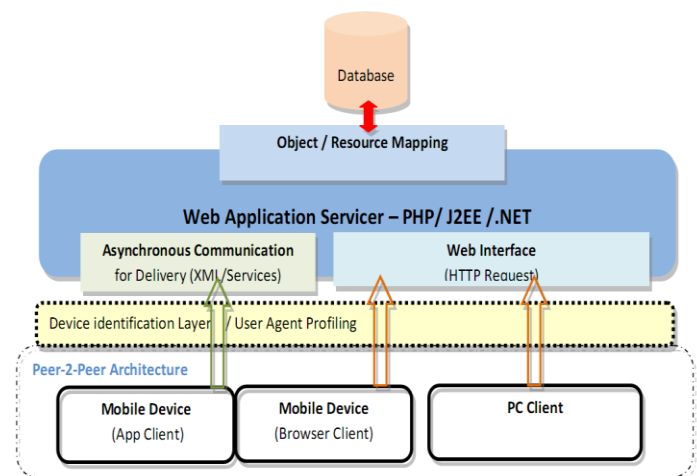 Database
Object / Resource Mapping
Web Application Servicer – PHP/ J2EE /.NET
Asynchronous Communication
for Delivery (XML/Services)
Web Interface
(HTTP Request)
Device identification Layer / User Agent Profiling
Peer-2-Peer Architecture
Mobile Device
(App Client)
Mobile Device
(Browser Client)
PC Client